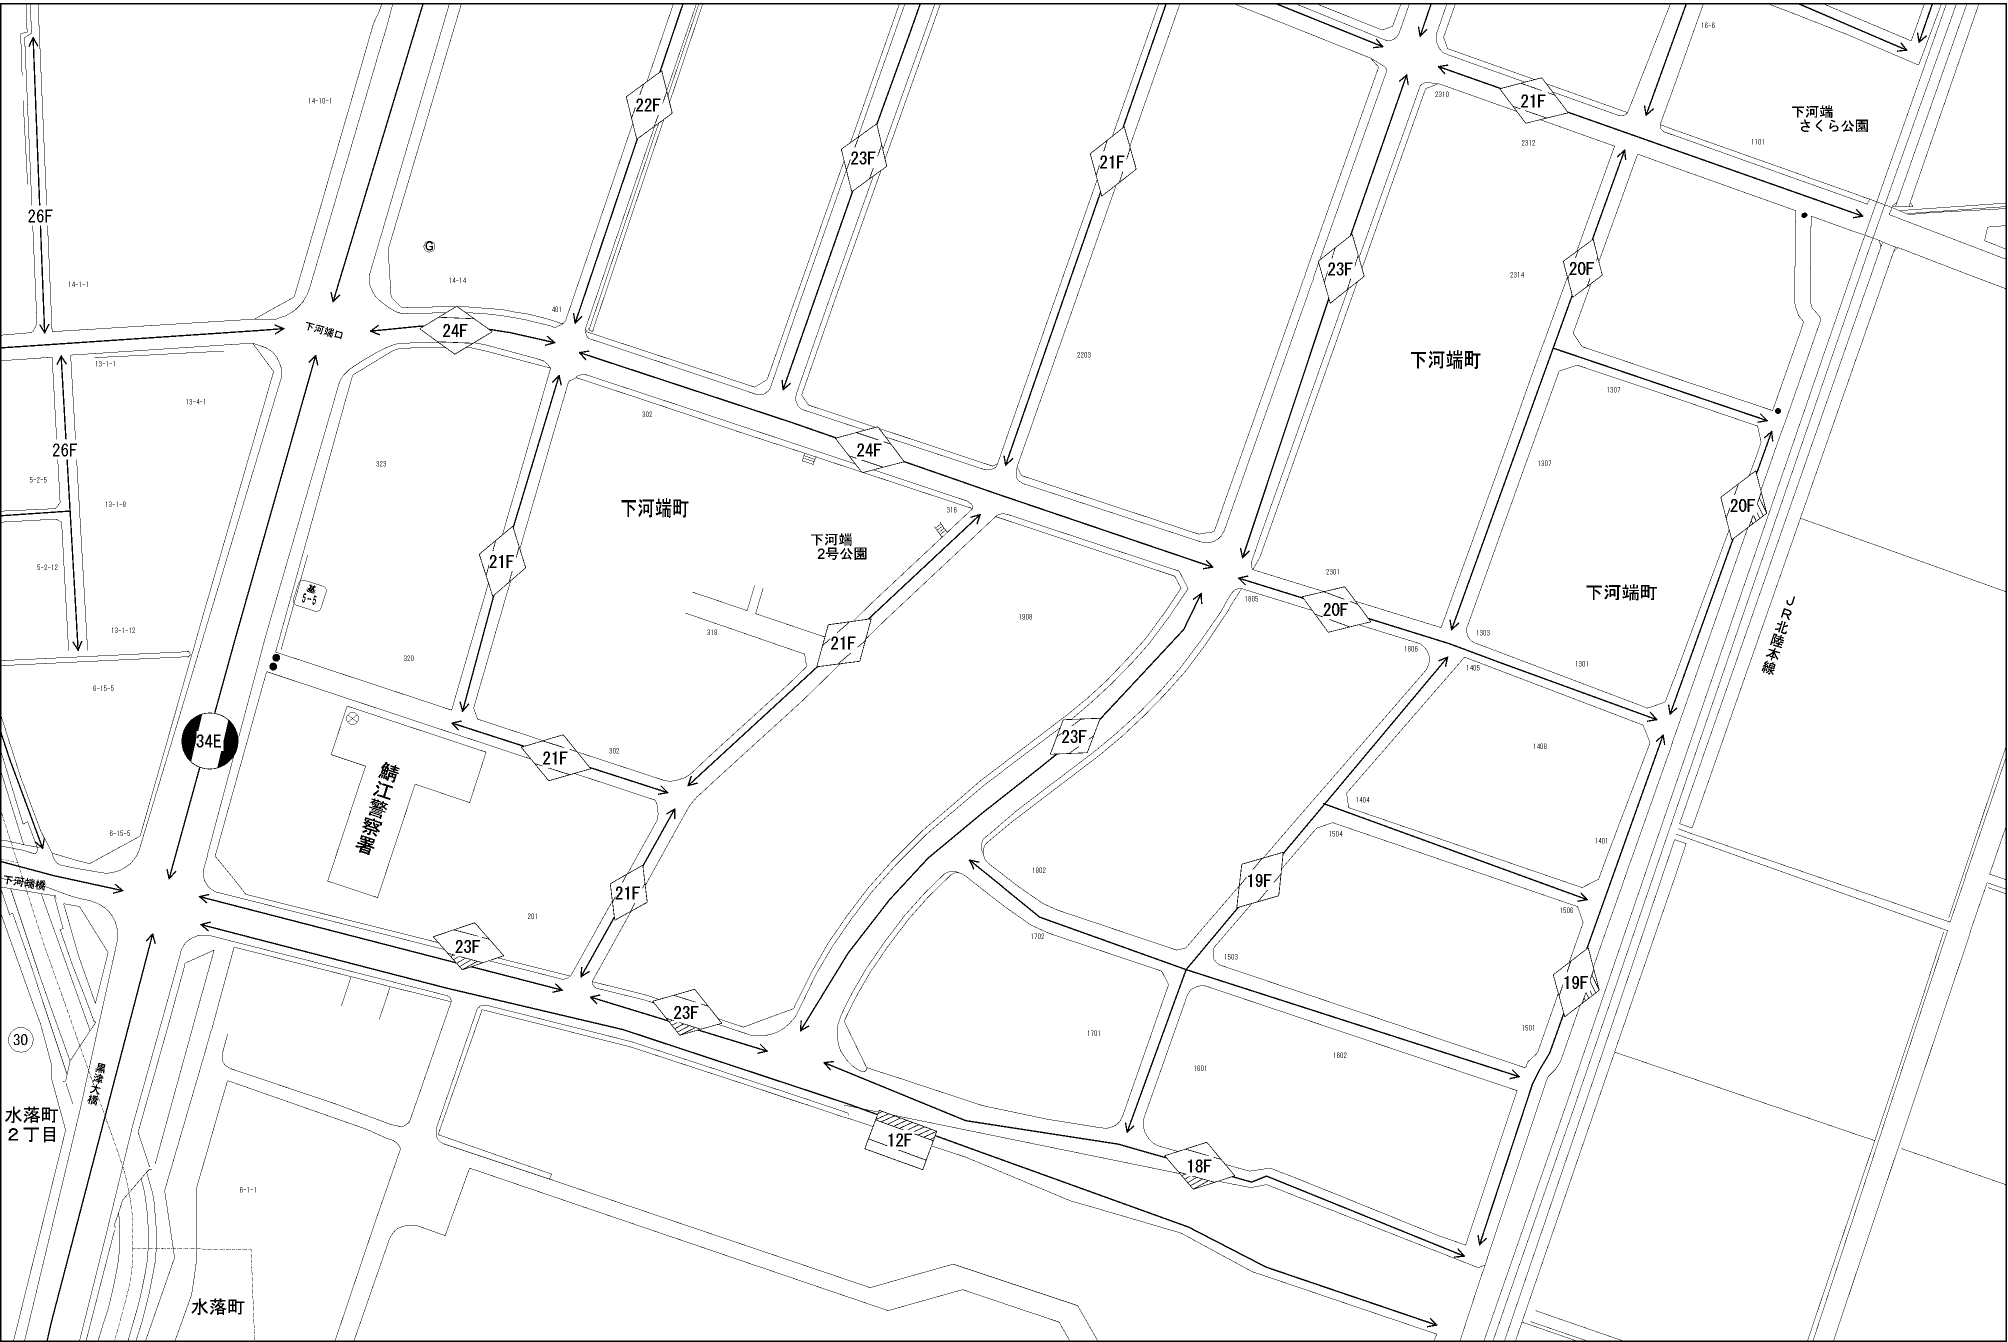 16-6
14-10-1
22F
2310
21F
下河端
さくら公園
23F
21F
2312
1101
26F
G
2314
23F
20F
14-1-1
14-14
401
24F
下河端口
2203
下河端町
13-1-1
1307
13-4-1
302
24F
26F
323
1307
5-2-5
13-1-8
下河端町
316
20F
下河端
2号公園
21F
5-2-12
2301
基
5-5
1805
20F
下河端町
JR北陸本線
1908
13-1-12
318
21F
1303
1806
320
1301
1405
6-15-5
34E
23F
302
21F
1408
鯖江警察署
1404
6-15-5
1504
1401
1802
19F
下河端橋
21F
201
1506
23F
1702
1503
19F
23F
1701
1501
30
1602
黒津大橋
1601
水落町
2丁目
12F
18F
6-1-1
水落町